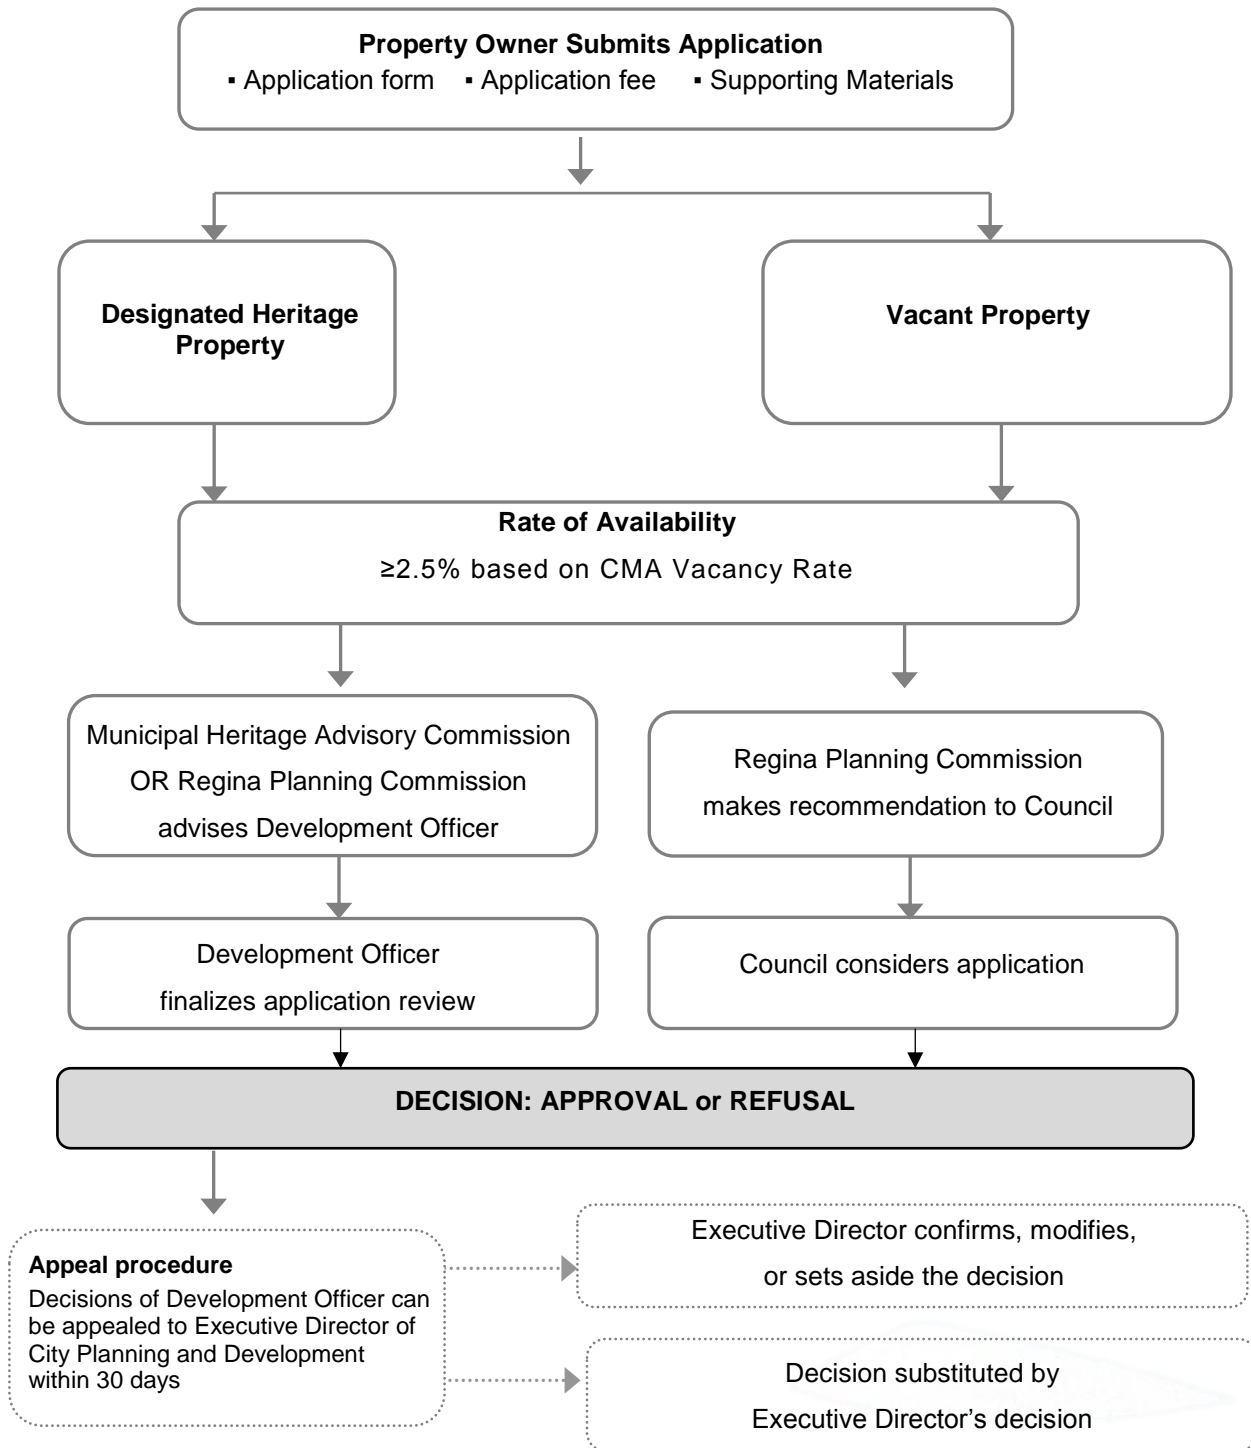 Property Owner Submits Application
▪ Application form ▪ Application fee ▪ Supporting Materials
Designated Heritage
Property
Vacant Property
Rate of Availability
≥2.5% based on CMA Vacancy Rate
Municipal Heritage Advisory Commission
OR Regina Planning Commission
advises Development Officer
Regina Planning Commission
makes recommendation to Council
Development Officer
finalizes application review
Council considers application
DECISION: APPROVAL or REFUSAL
Appeal procedure
Decisions of Development Officer can
be appealed to Executive Director of
City Planning and Development
within 30 days
Executive Director confirms, modifies,
or sets aside the decision
Decision substituted by
Executive Director’s decision